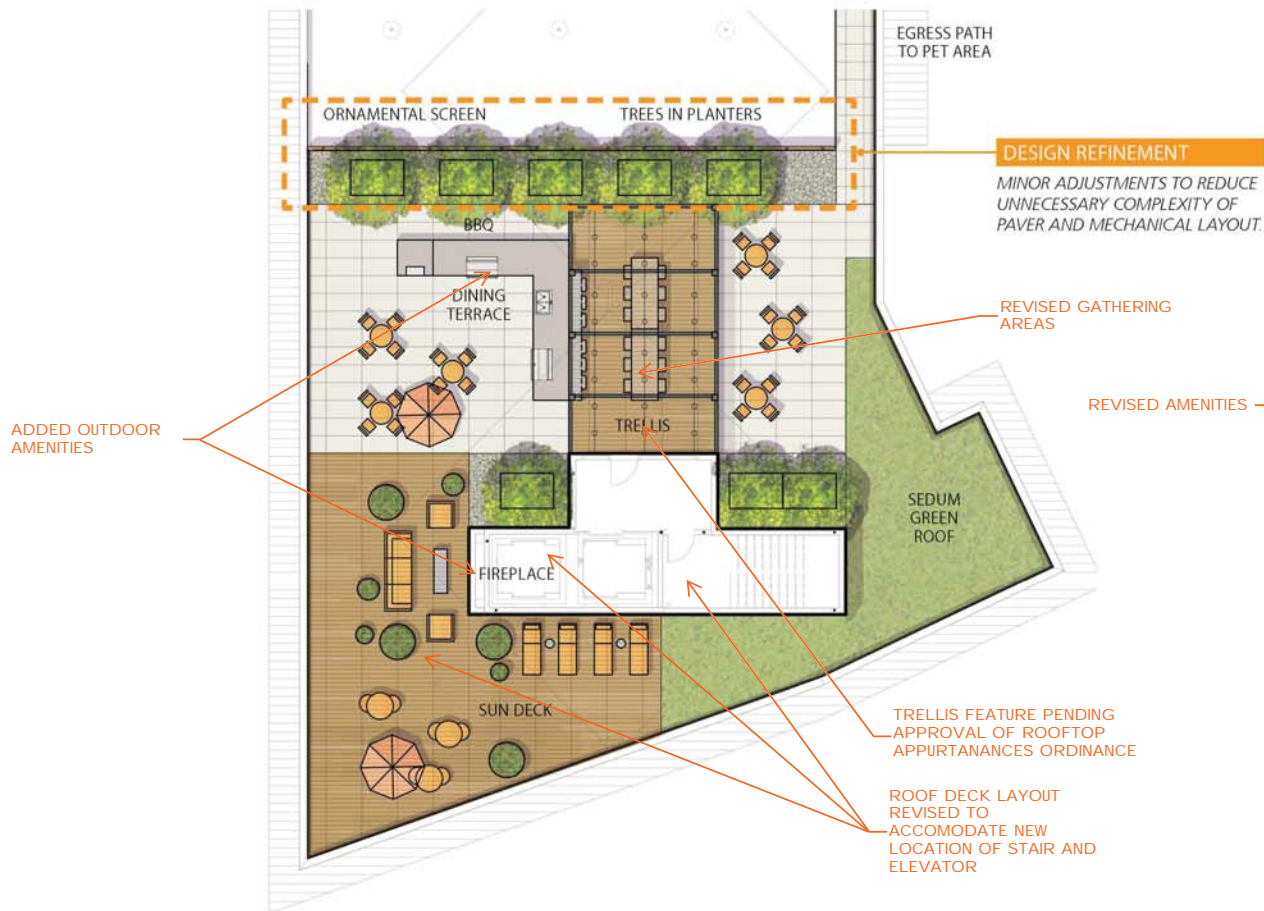 EGRESS PATH
TO PET AREA
ORNAMENTAL SCREEN
TREES IN PLANTERS
DESIGN REFINEMENT
MINOR ADJUSTMENTS TO REDUCE
UNNECESSARY COMPLEXITY OF
PAVER AND MECHANICAL LAYOUT.
BBQ
DINING
TERRACE
REVISED GATHERING
AREAS
REVISED AMENITIES
ADDED OUTDOOR
AMENITIES
TRELLIS
SEDUM
GREEN
ROOF
FIREPLACE
SUN DECK
TRELLIS FEATURE PENDING
APPROVAL OF ROOFTOP
APPURTANANCES ORDINANCE
ROOF DECK LAYOUT
REVISED TO
ACCOMODATE NEW
LOCATION OF STAIR AND
ELEVATOR